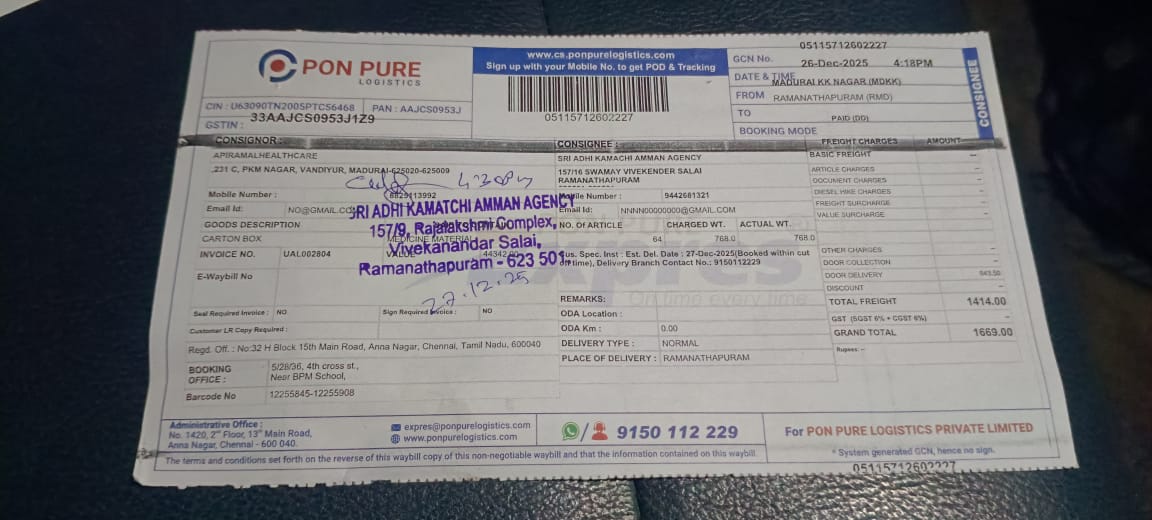 PON PURE
LOGISTICS
CIN : U63090TN2005PTC56468 PAN : AAJCS0953J
GSTIN : 33AAJCS0953J1Z9
www.cs.ponpurelogistics.com
Sign up with your Mobile No. to get POD & Tracking
05115712602227
GCN No. 05115712602227
DATE & TIME 26-Dec-2025 4:18PM
FROM MADURAI KK NAGAR (MDKK)
TO RAMANATHAPURAM (RMD)
BOOKING MODE PAID (DD)
CONSIGNEE
CONSIGNOR :
APIRAMALHEALTHCARE
231 C, PKM NAGAR, VANDIYUR, MADURAI-625020-625009
4.30pm
Mobile Number :
Email Id: NO@GMAIL.CO
CONSIGNEE :
SRI ADHI KAMACHI AMMAN AGENCY
157/16 SWAMAY VIVEKENDER SALAI
RAMANATHAPURAM
Mobile Number : 9442681321
Email Id: NNNN00000000@GMAIL.COM
FREIGHT CHARGES AMOUNT
BASIC FREIGHT --
ARTICLE CHARGES --
DOCUMENT CHARGES --
DIESEL HIKE CHARGES --
FREIGHT SURCHARGE --
VALUE SURCHARGE --
SRI ADHI KAMATCHI AMMAN AGENCY
157/9, Rajalakshmi Complex,
Vivekanandar Salai,
Ramanathapuram - 623 501.
27.12.25
GOODS DESCRIPTION
CARTON BOX
MEDICINE MATERIAL
NO. OF ARTICLE CHARGED WT. ACTUAL WT.
64 768.0 768.0
INVOICE NO. UAL002804 VALUE
E-Waybill No
Cus. Spec. Inst : Est. Del. Date : 27-Dec-2025(Booked within cut
off time), Delivery Branch Contact No.: 9150112229
OTHER CHARGES --
DOOR COLLECTION --
DOOR DELIVERY
DISCOUNT --
TOTAL FREIGHT 1414.00
GST (SGST 6% + CGST 6%) --
GRAND TOTAL 1669.00
Rupees: --
On time every time
REMARKS:
ODA Location :
ODA Km : 0.00
DELIVERY TYPE : NORMAL
PLACE OF DELIVERY : RAMANATHAPURAM
Seal Required Invoice : NO Sign Required Invoice : NO
Customer LR Copy Required :
Regd. Off. : No:32 H Block 15th Main Road, Anna Nagar, Chennai, Tamil Nadu, 600040
BOOKING
OFFICE :
5/28/36, 4th cross st.,
Near BPM School,
Barcode No 12255845-12255908
Administrative Office :
No. 1420, 2nd Floor, 13th Main Road,
Anna Nagar, Chennai - 600 040.
expres@ponpurelogistics.com
www.ponpurelogistics.com
9150 112 229
For PON PURE LOGISTICS PRIVATE LIMITED
* System generated GCN, hence no sign.
The terms and conditions set forth on the reverse of this waybill copy of this non-negotiable waybill and that the information contained on this waybill
05115712602227